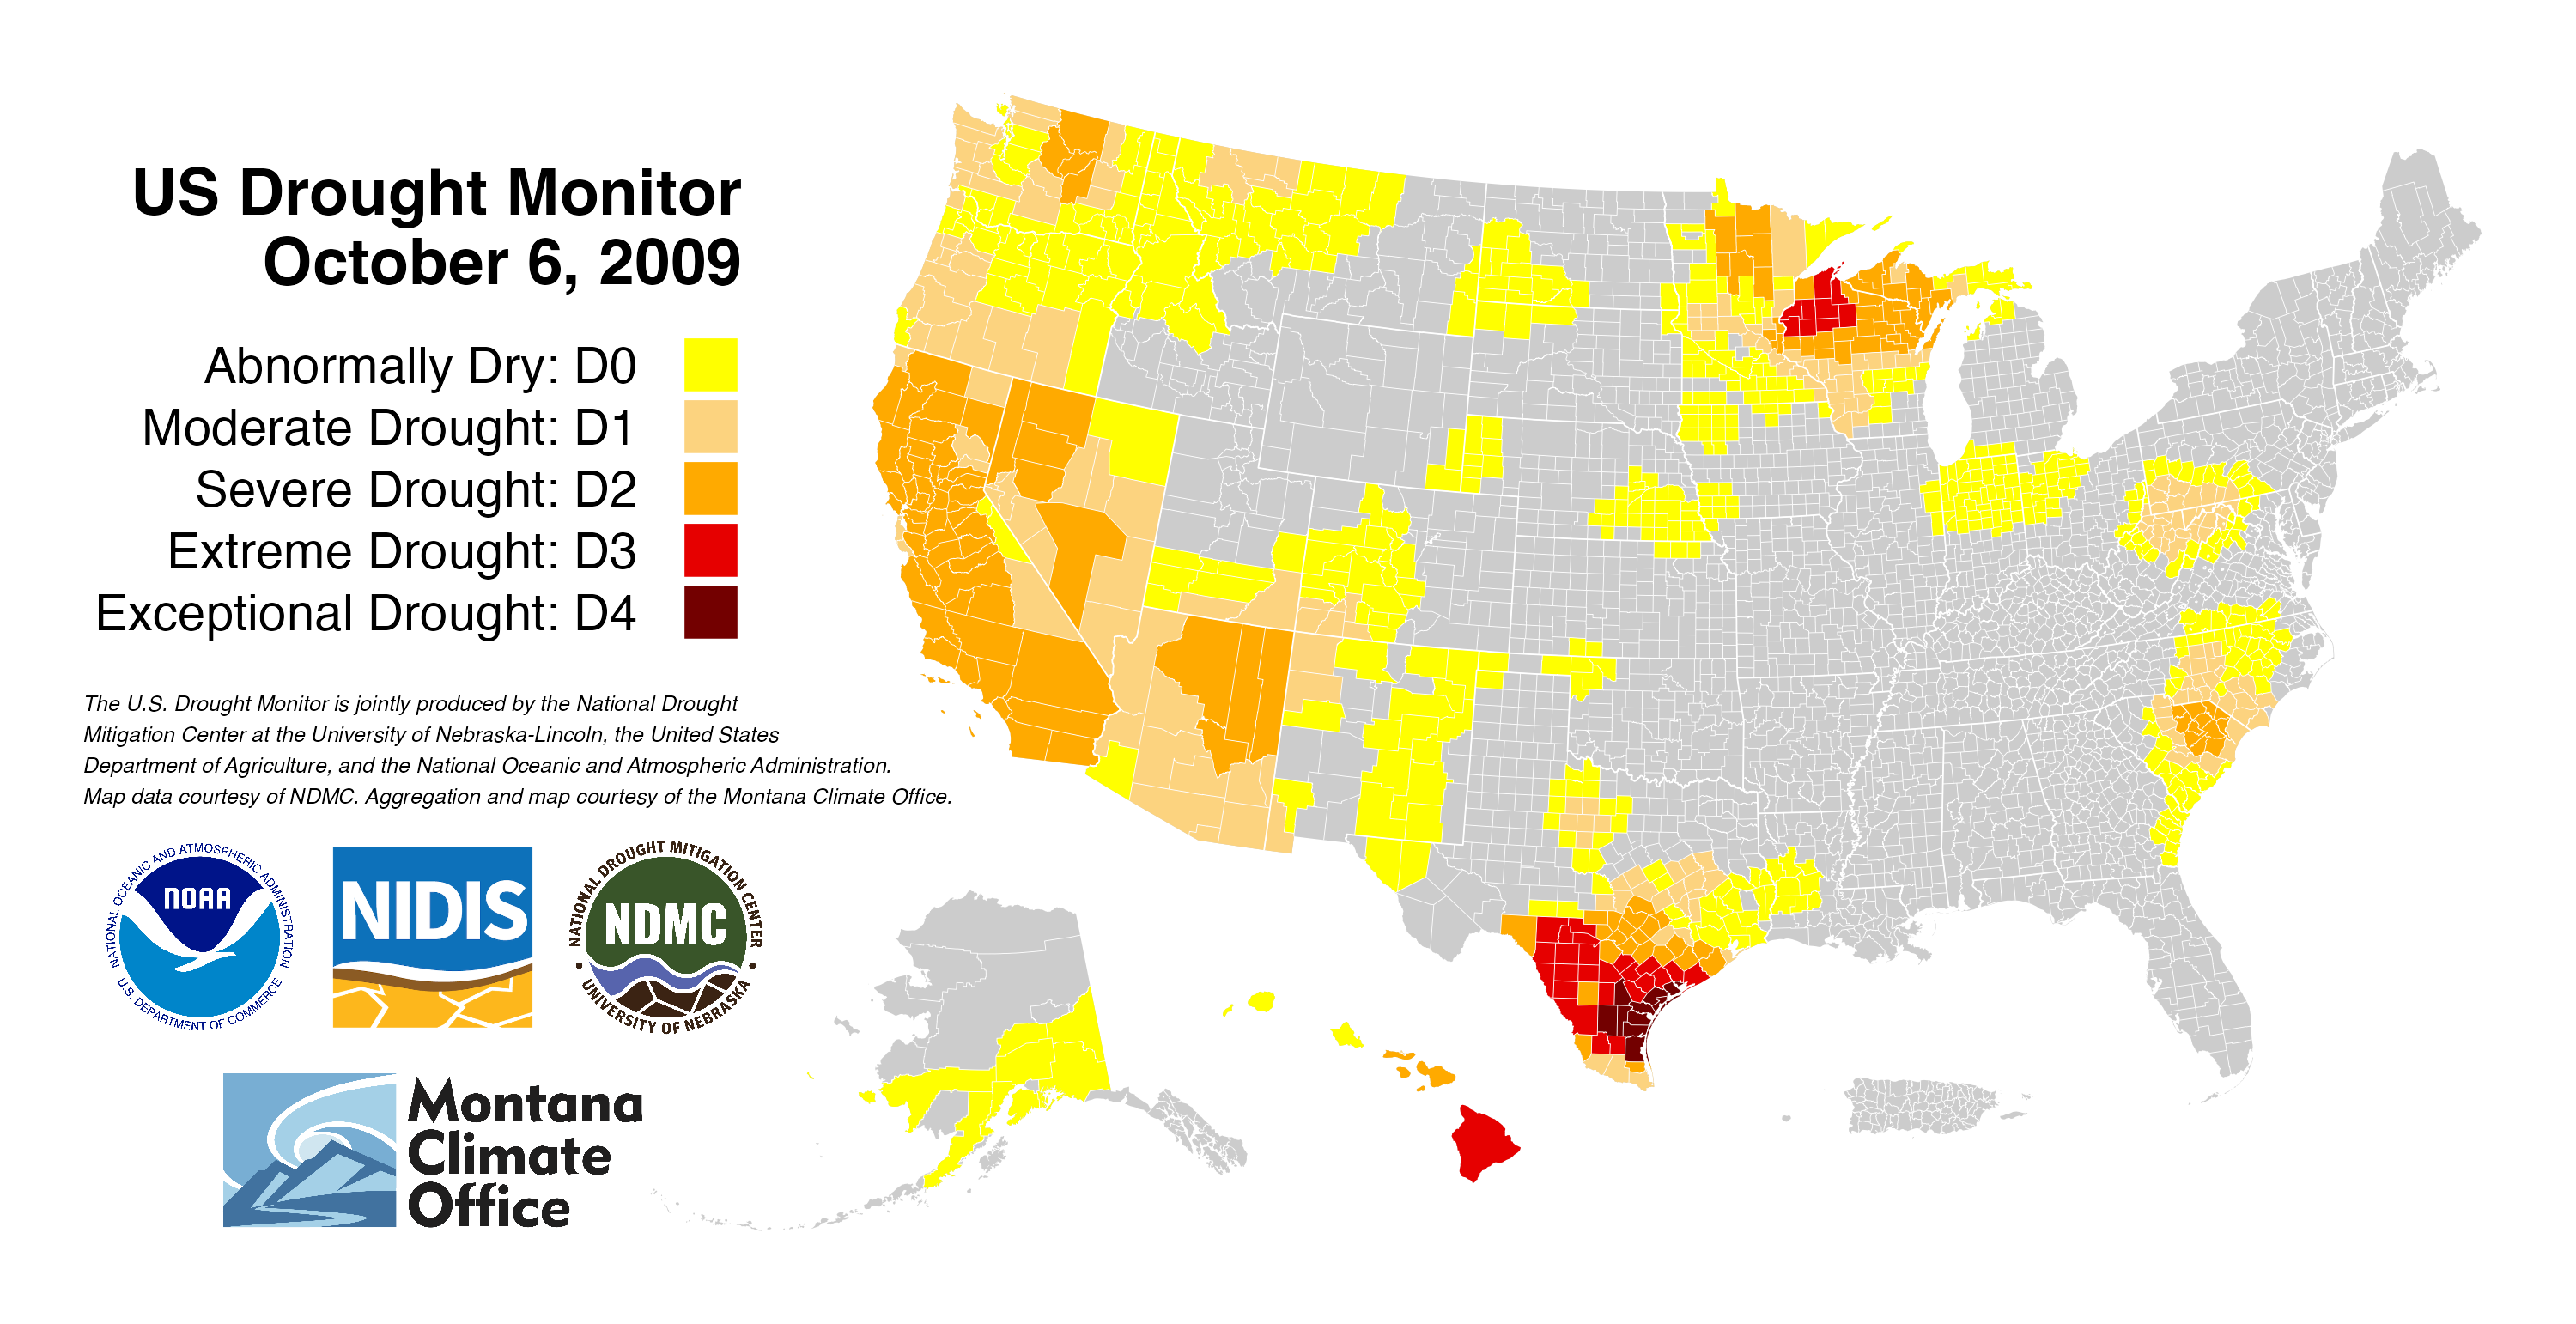 US Drought Monitor
October 6, 2009
Abnormally Dry: D0
Moderate Drought: D1
Severe Drought: D2
Extreme Drought: D3
Exceptional Drought: D4
The U.S. Drought Monitor is jointly produced by the National Drought
Mitigation Center at the University of Nebraska-Lincoln, the United States
Department of Agriculture, and the National Oceanic and Atmospheric Administration.
Map data courtesy of NDMC. Aggregation and map courtesy of the Montana Climate Office.
NATIONAL OCEANIC AND ATMOSPHERIC ADMINISTRATION
NOAA
U.S. DEPARTMENT OF COMMERCE
NIDIS
NATIONAL DROUGHT MITIGATION CENTER
NDMC
UNIVERSITY OF NEBRASKA
Montana
Climate
Office